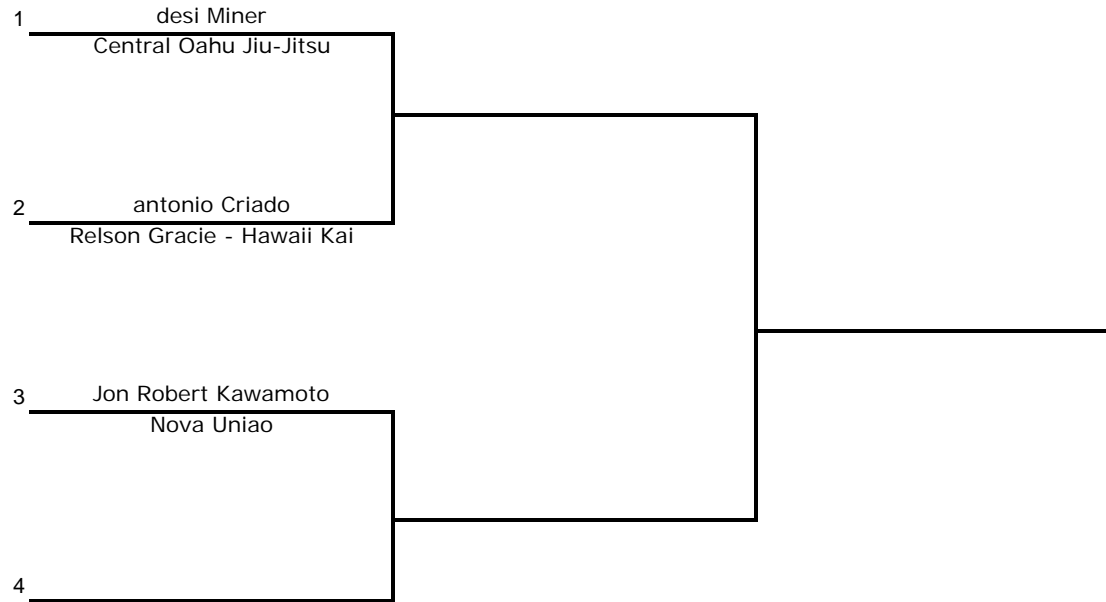 1
desi Miner
Central Oahu Jiu-Jitsu
2
antonio Criado
Relson Gracie - Hawaii Kai
3
Jon Robert Kawamoto
Nova Uniao
4